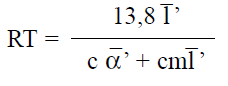 RT = 13,8 l̅’ / c α̅’ + cml̅’